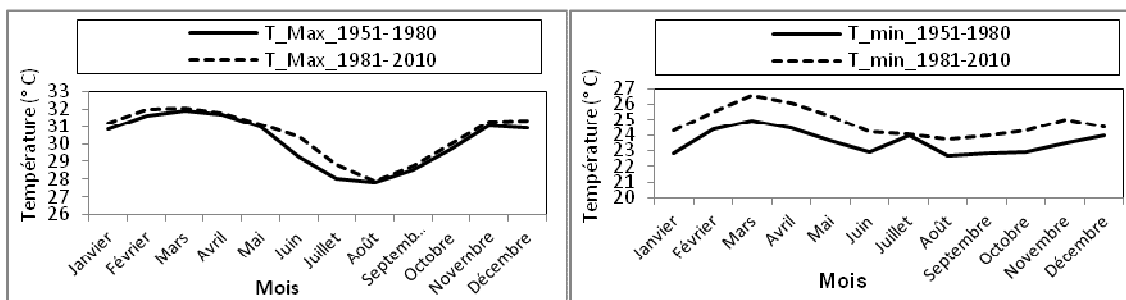 T_Max_1951-1980
T_Max_1981-2010
Température (° C)
33
32
31
30
29
28
27
26
Janvier
Février
Mars
Avril
Mai
Juin
Juillet
Août
Septemb...
Octobre
Novembre
Décembre
Mois
T_min_1951-1980
T_min_1981-2010
Température (° C)
27
26
25
24
23
22
21
20
Janvier
Février
Mars
Avril
Mai
Juin
Juillet
Août
Septembre
Octobre
Novembre
Décembre
Mois